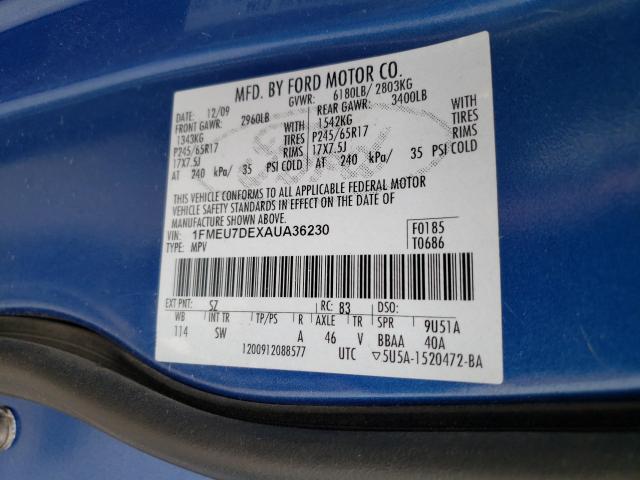 MFD. BY FORD MOTOR CO.
DATE: 12/09 GVWR: 6180LB/ 2803KG
FRONT GAWR: 2960LB REAR GAWR: 3400LB
1343KG WITH 1542KG WITH
P245/65R17 TIRES P245/65R17 TIRES
17X7.5J RIMS 17X7.5J RIMS
AT 240 kPa/ 35 PSI COLD AT 240 kPa/ 35 PSI COLD
THIS VEHICLE CONFORMS TO ALL APPLICABLE FEDERAL MOTOR
VEHICLE SAFETY STANDARDS IN EFFECT ON THE DATE OF
MANUFACTURE SHOWN ABOVE.
VIN: 1FMEU7DEXAUA36230 F0185
TYPE: MPV T0686
EXT PNT: SZ RC: 83 DSO:
WB INT TR TP/PS R AXLE TR SPR 9U51A
114 SW A 46 V BBAA 40A
1200912088577 UTC ▽5U5A-1520472-BA